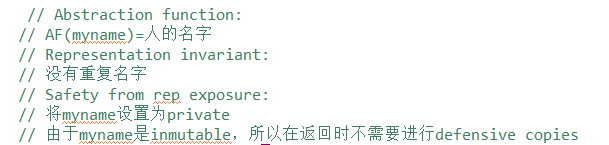 // Abstraction function:
// AF(myname)=人的名字
// Representation invariant:
// 没有重复名字
// Safety from rep exposure:
// 将myname设置为private
// 由于myname是inmutable，所以在返回时不需要进行defensive copies